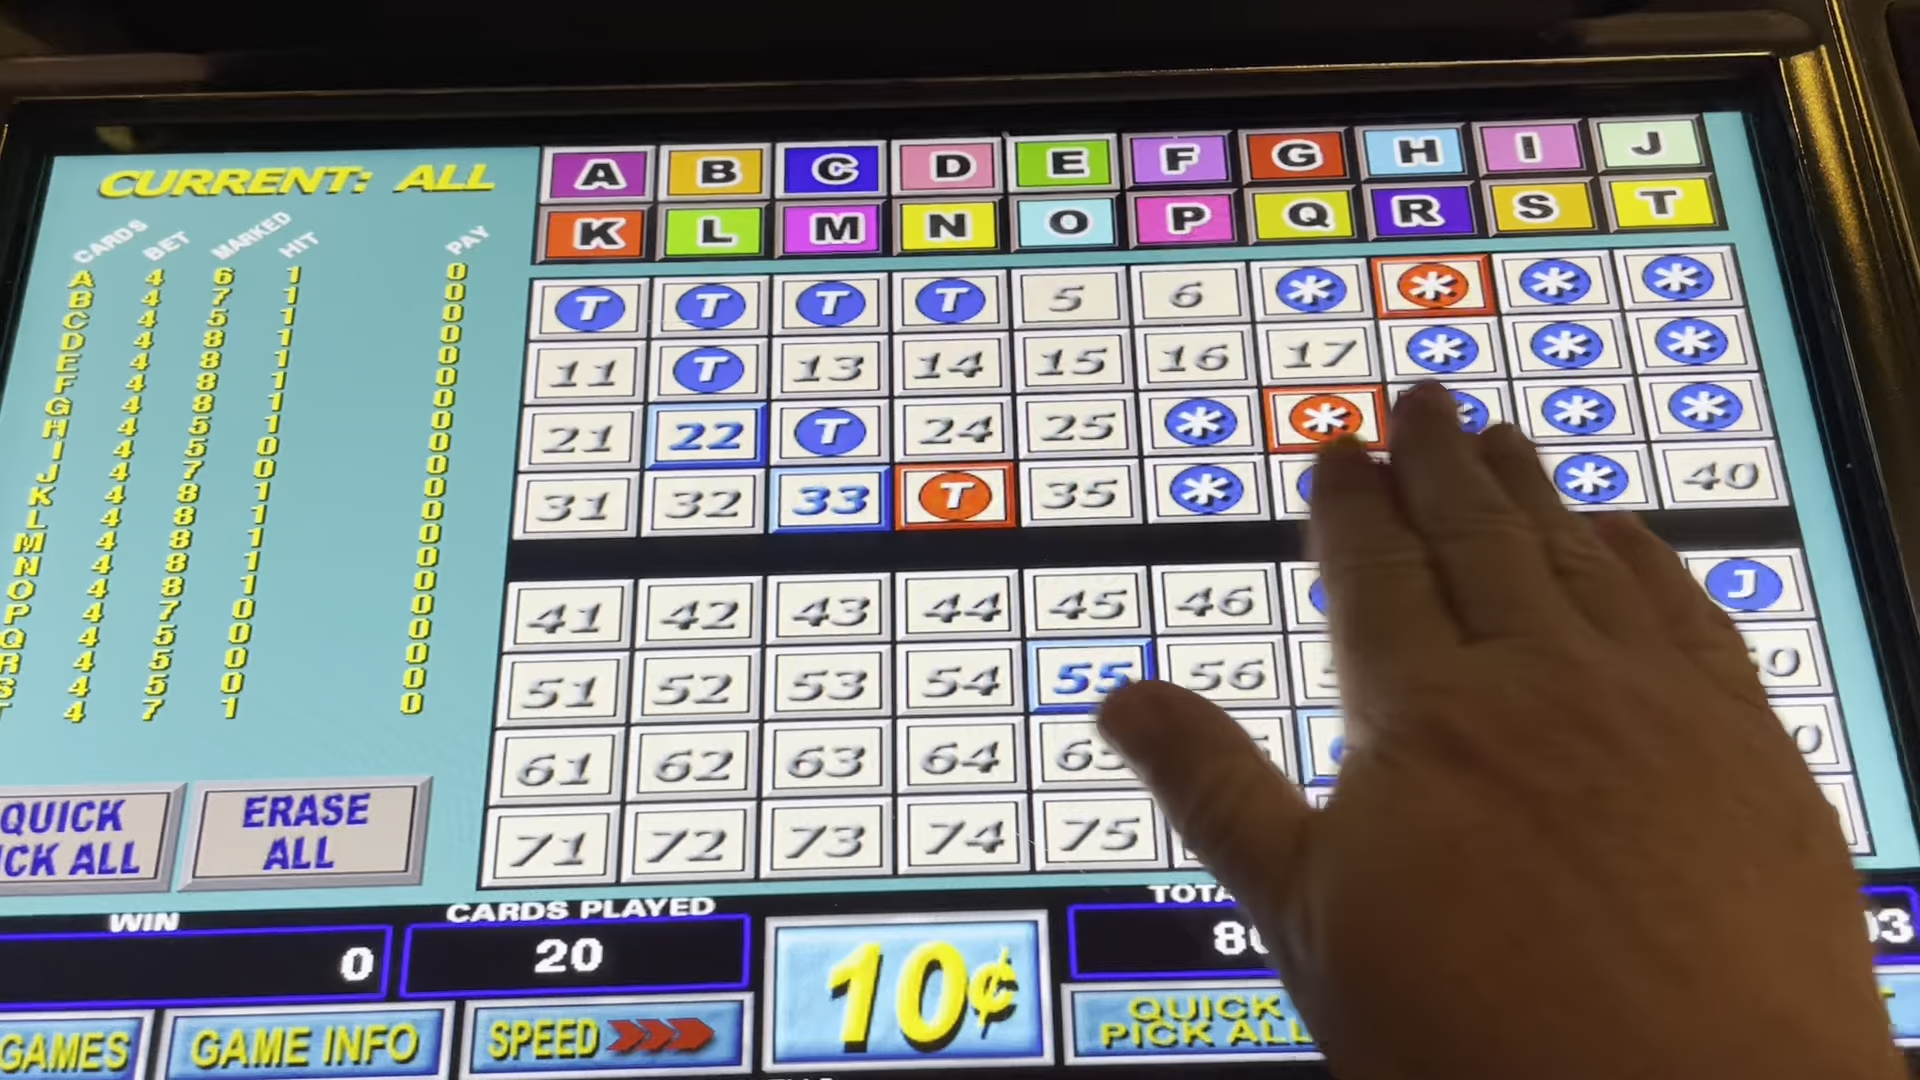 CURRENT: ALL
A B C D E F G H I J
K L M N O P Q R S T
CARDS BET MARKED HIT PAY
A 4 6 1 0
B 4 7 1 0
C 4 5 1 0
D 4 8 1 0
E 4 8 1 0
F 4 8 1 0
G 4 8 1 0
H 4 5 1 0
I 4 5 0 0
J 4 7 0 0
K 4 8 1 0
L 4 8 1 0
M 4 8 1 0
N 4 8 1 0
O 4 8 1 0
P 4 7 0 0
Q 4 5 0 0
R 4 5 0 0
S 4 5 0 0
T 4 7 1 0
T T T T 5 6 * * * *
11 T 13 14 15 16 17 * * *
21 22 T 24 25 * * * * *
31 32 33 T 35 * * 40
41 42 43 44 45 46 J
51 52 53 54 55 56
61 62 63 64 65
71 72 73 74 75
QUICK
PICK ALL
ERASE
ALL
WIN
0
CARDS PLAYED
20
10¢
GAMES
GAME INFO
SPEED
QUICK
PICK ALL